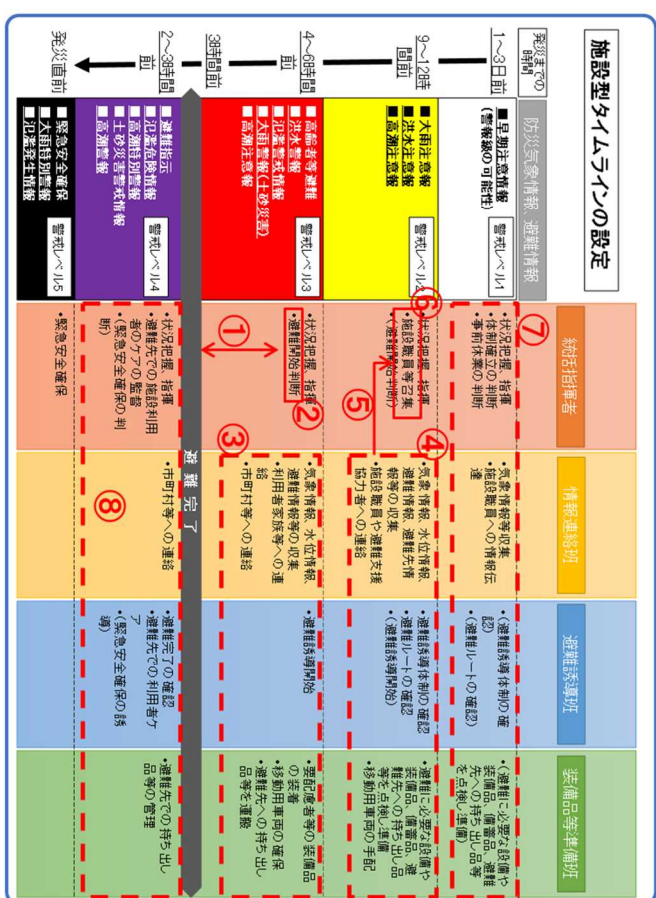 施設型タイムラインの設定
発災までの
時間
防災気象情報、避難情報
統括指揮者
情報連絡班
避難誘導班
装備品等準備班
1～3日前
■早期注意情報
(警報級の可能性)
警戒レベル1
⑦
・状況把握、指揮
・体制確立の判断
・事前休業の判断
・気象情報等収集
・施設職員への情報伝
達
・(避難誘導体制の確
認)
・(避難ルートの確認)
・(避難に必要な設備や
装備品、備蓄品、避難
先への持ち出し品等
を点検し準備)
9～12時
間前
■大雨注意報
■洪水注意報
■高潮注意報
警戒レベル2
⑥
・状況把握、指揮
・施設職員等召集
・(避難開始判断)
⑤
④
・気象情報、水位情報、
避難情報、避難先情
報等の収集
・施設職員や避難支援
協力者への連絡
・避難誘導体制の確認
・避難ルートの確認
・(避難誘導開始)
・避難に必要な設備や
装備品、備蓄品、避
難先への持ち出し品
等を点検し準備
・移動用車両の手配
4～6時間
前
■高齢者等避難
■洪水警報
■氾濫警戒情報
■大雨警報(土砂災害)
■高潮注意報
警戒レベル3
・状況把握、指揮
・避難開始判断
②
①
③
・気象情報、水位情報、
避難情報等の収集
・利用者家族等への連
絡
・市町村等への連絡
・避難誘導開始
・要配慮者等の装備品
の装着
・移動用車両の確保
・避難先への持ち出し
品等を運搬
3時間前
避難完了
2～3時間
前
■避難指示
■氾濫危険情報
■高潮特別警報
■土砂災害警戒情報
■高潮警報
警戒レベル4
・状況把握、指揮
・避難先での施設利用
者のケアの監督
・(緊急安全確保の判
断)
⑧
・市町村等への連絡
・避難完了の確認
・避難先での利用者ケ
ア
・(緊急安全確保の誘
導)
・避難先での持ち出し
品等の管理
発災直前
■緊急安全確保
■大雨特別警報
■氾濫発生情報
警戒レベル5
・緊急安全確保